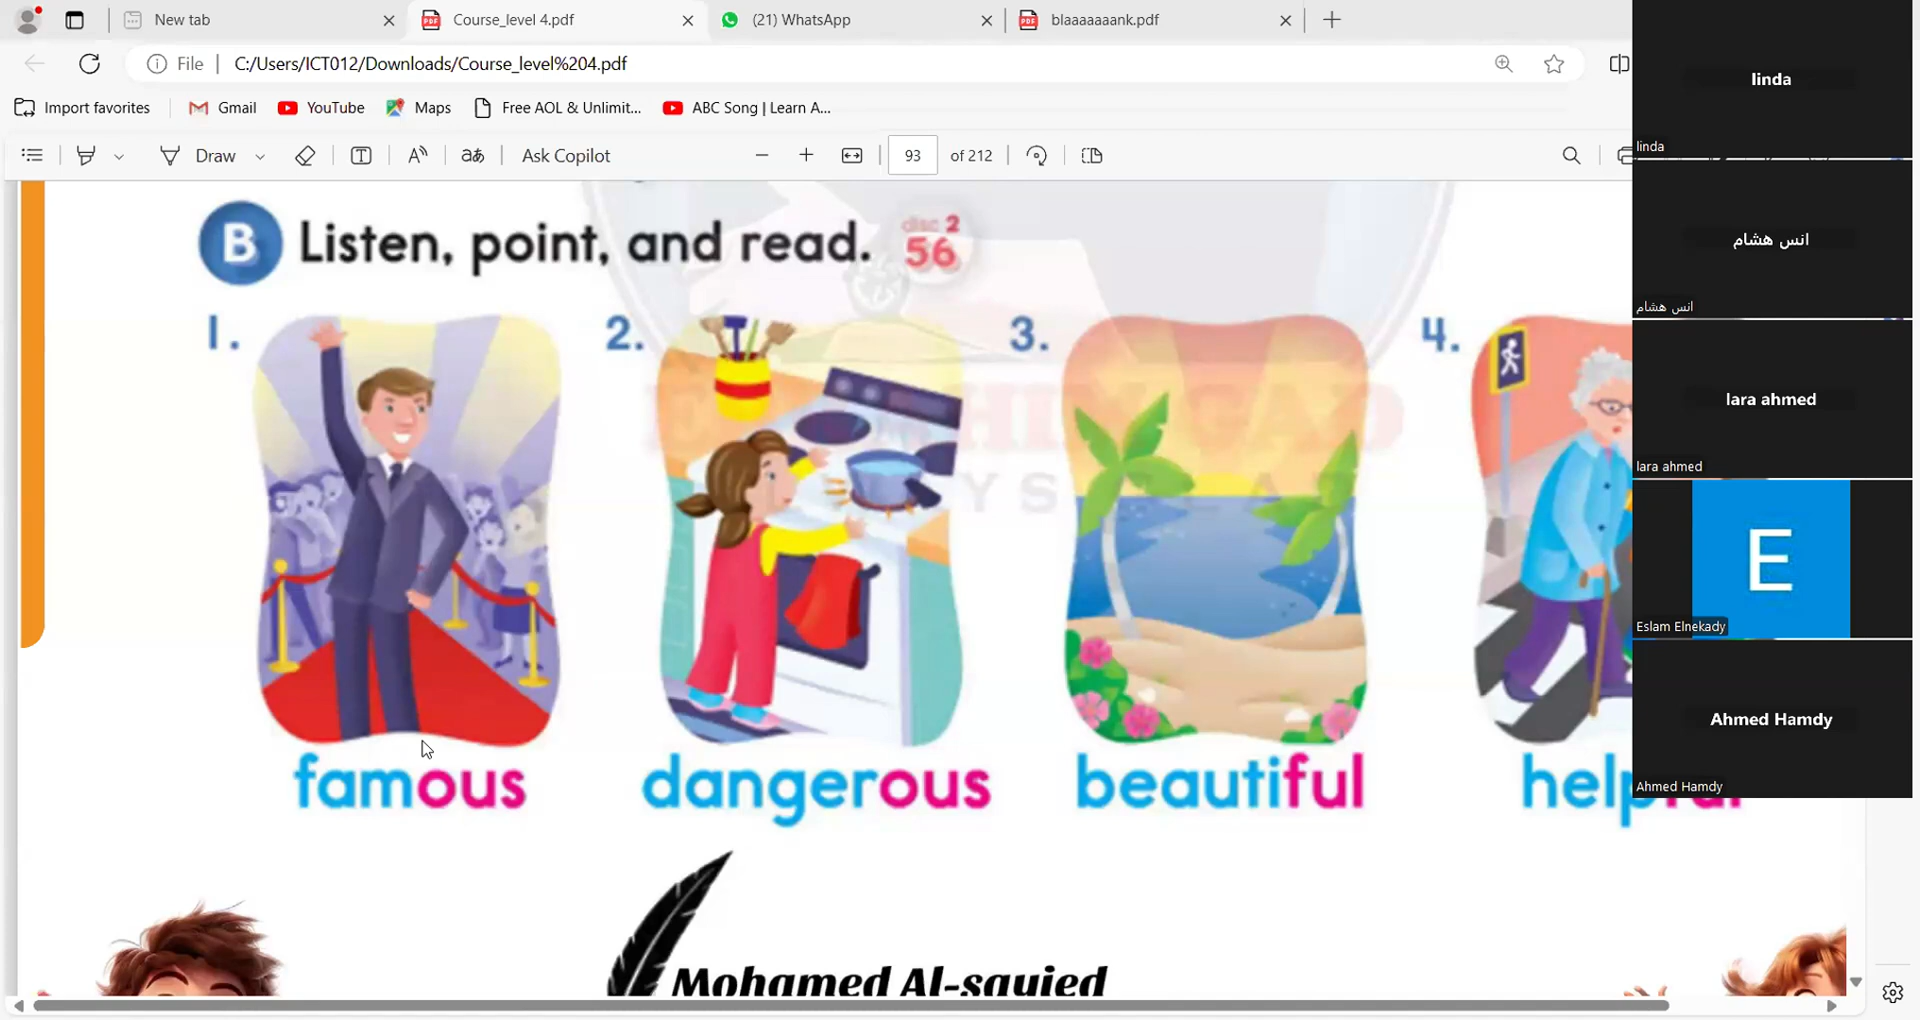 New tab
Course_level 4.pdf
(21) WhatsApp
blaaaaaaank.pdf
File
C:/Users/ICT012/Downloads/Course_level%204.pdf
Import favorites
Gmail
YouTube
Maps
Free AOL & Unlimit...
ABC Song | Learn A...
Draw
Ask Copilot
93 of 212
B Listen, point, and read. disc 2 56
1.
2.
3.
4.
famous
dangerous
beautiful
helpful
Mohamed Al-sayied
linda
linda
انس هشام
انس هشام
lara ahmed
lara ahmed
E
Eslam Elnekady
Ahmed Hamdy
Ahmed Hamdy